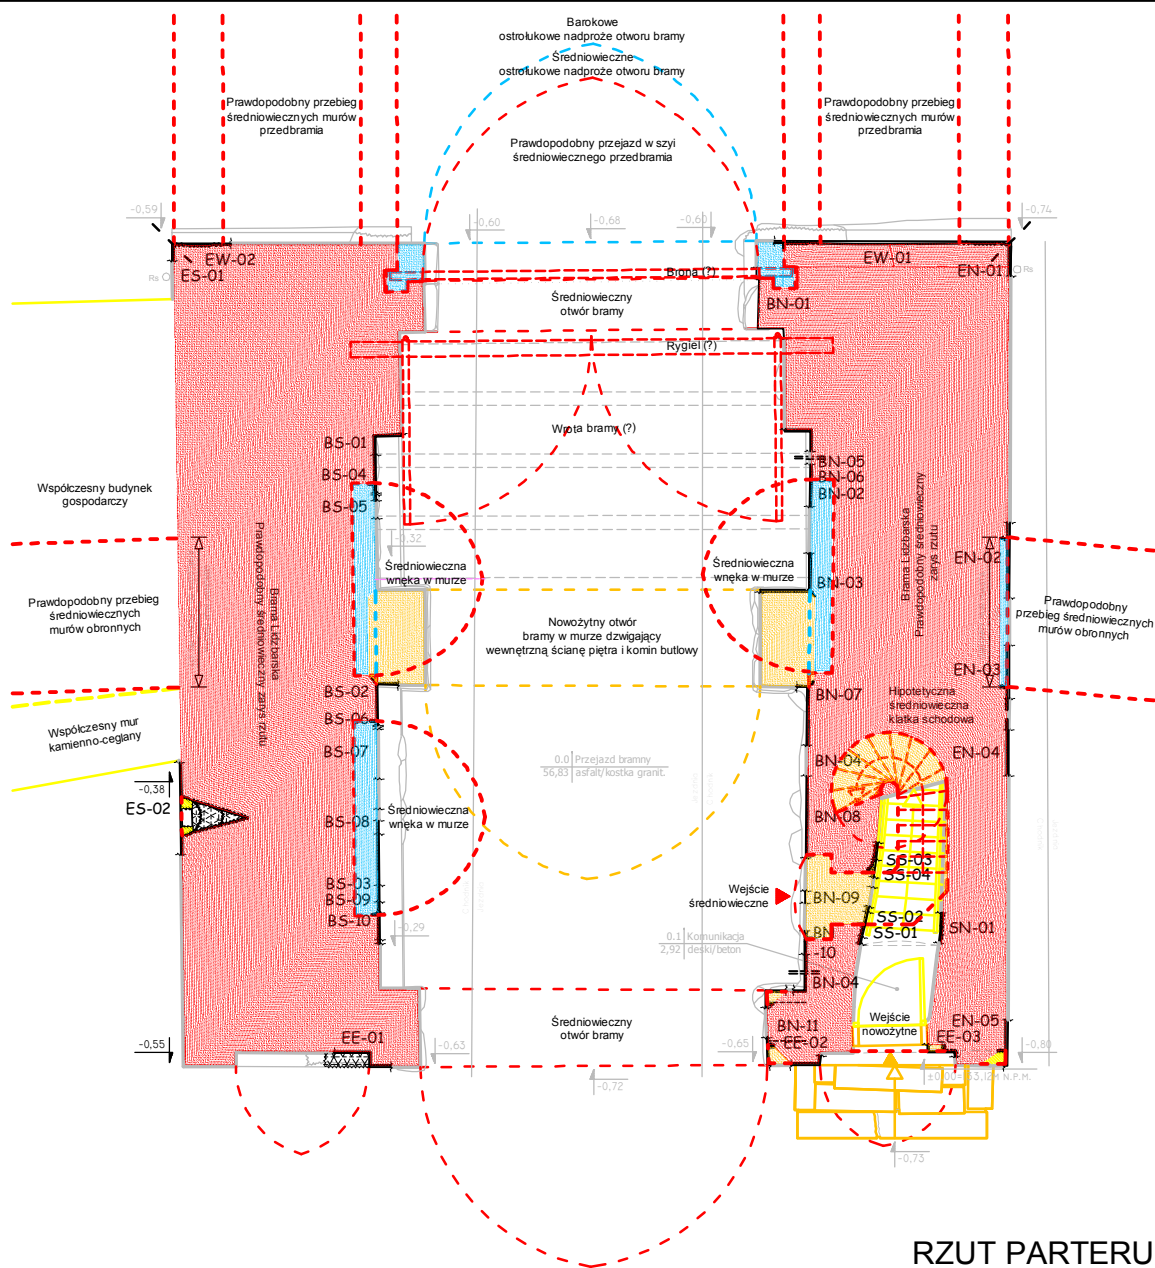 Barokowe
ostrołukowe nadproże otworu bramy
Średniowieczne
ostrołukowe nadproże otworu bramy
Prawdopodobny przebieg
średniowiecznych murów
przedbramia
Prawdopodobny przejazd w szyi
średniowiecznego przedbramia
Prawdopodobny przebieg
średniowiecznych murów
przedbramia
-0,59
-0,60
-0,68
-0,60
-0,74
EW-02
ES-01
Rs
EW-01
EN-01
Rs
Brona (?)
BN-01
Średniowieczny
otwór bramy
Rygiel (?)
Wrota bramy (?)
BS-01
BS-04
BS-05
BN-05
BN-06
BN-02
Współczesny budynek
gospodarczy
-0,32
Średniowieczna
wnęka w murze
Średniowieczna
wnęka w murze
BN-03
EN-02
Brama Lidzbarska
Prawdopodobny średniowieczny zarys rzutu
Brama Lidzbarska
Prawdopodobny średniowieczny
zarys rzutu
Prawdopodobny przebieg
średniowiecznych
murów obronnych
Nowożytny otwór
bramy w murze dzwigający
wewnętrzną ścianę piętra i komin butlowy
Prawdopodobny
przebieg średniowiecznych
murów obronnych
EN-03
BS-02
BS-06
BS-07
BN-07
Hipotetyczna
średniowieczna
klatka schodowa
Współczesny mur
kamienno-ceglany
EN-04
BN-04
0.0 Przejazd bramny
56,83 asfalt/kostka granit.
-0,38
ES-02
BS-08
Średniowieczna
wnęka w murze
BN-08
SS-03
SS-04
BS-03
BS-09
BS-10
Wejście
średniowieczne
BN-09
SS-02
SS-01
SN-01
-0,29
0.1 Komunikacja
2,92 deski/beton
BN
-10
BN-04
Średniowieczny
otwór bramy
Wejście
nowożytne
BN-11
EE-02
EN-05
EE-03
EE-01
-0,55
-0,63
-0,65
-0,80
-0,72
-0,73
RZUT PARTERU